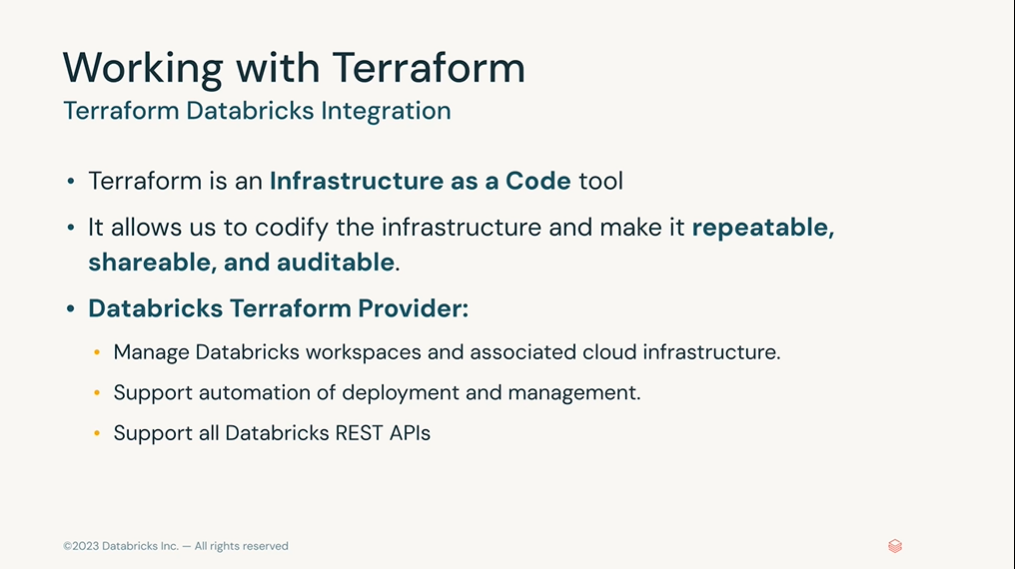 Working with Terraform
Terraform Databricks Integration
• Terraform is an Infrastructure as a Code tool
• It allows us to codify the infrastructure and make it repeatable,
shareable, and auditable.
• Databricks Terraform Provider:
• Manage Databricks workspaces and associated cloud infrastructure.
• Support automation of deployment and management.
• Support all Databricks REST APIs
©2023 Databricks Inc. — All rights reserved